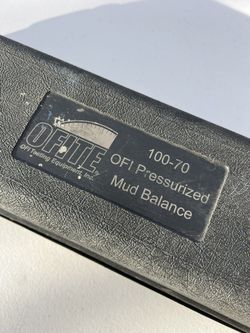 OFITE
OFI Testing Equipment, Inc.
100-70
OFI Pressurized
Mud Balance